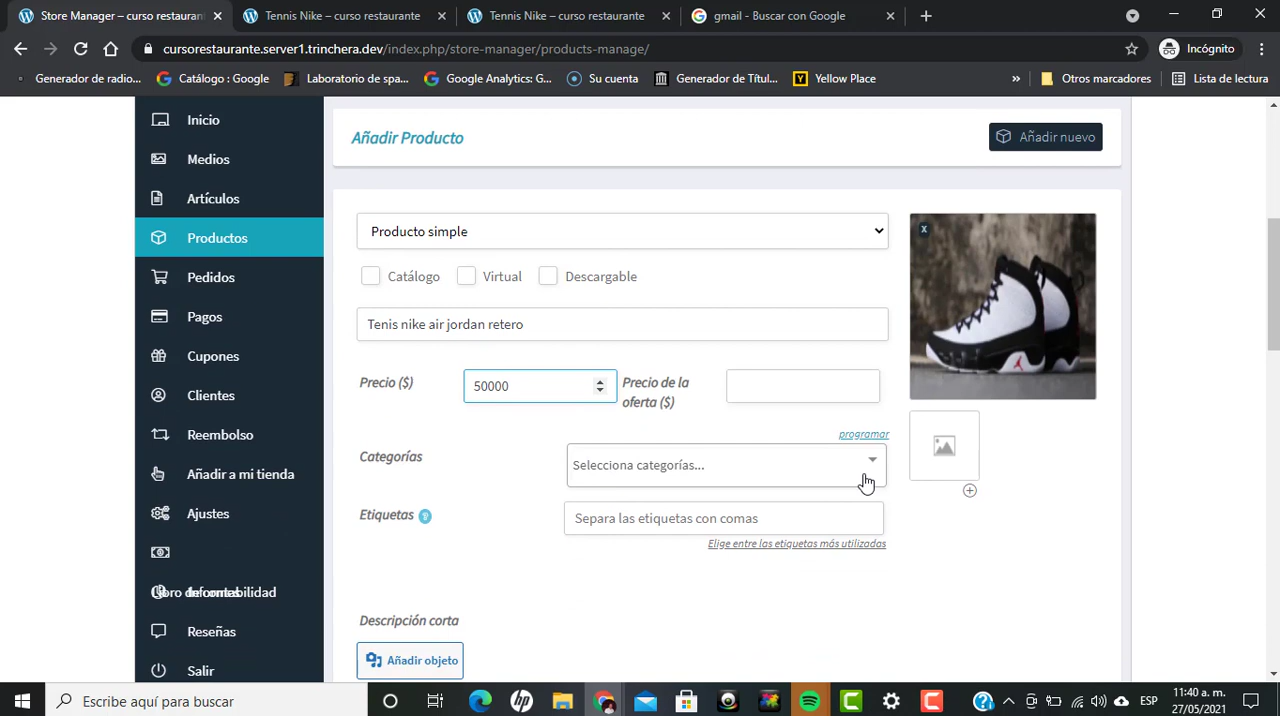 Store Manager – curso restauran
Tennis Nike – curso restaurante
Tennis Nike – curso restaurante
gmail - Buscar con Google
cursorestaurante.server1.trinchera.dev/index.php/store-manager/products-manage/
Incógnito
Generador de radio...
Catálogo : Google
Laboratorio de spa...
Google Analytics: G...
Su cuenta
Generador de Títul...
Yellow Place
»
Otros marcadores
Lista de lectura
Inicio
Medios
Artículos
Productos
Pedidos
Pagos
Cupones
Clientes
Reembolso
Añadir a mi tienda
Ajustes
Reseñas
Salir
Añadir Producto
Añadir nuevo
Producto simple
Catálogo
Virtual
Descargable
Tenis nike air jordan retero
x
Precio ($)
50000
Precio de la
oferta ($)
programar
Categorías
Selecciona categorías...
Etiquetas
?
Separa las etiquetas con comas
Elige entre las etiquetas más utilizadas
Descripción corta
Añadir objeto
Escribe aquí para buscar
ESP
11:40 a. m.
27/05/2021